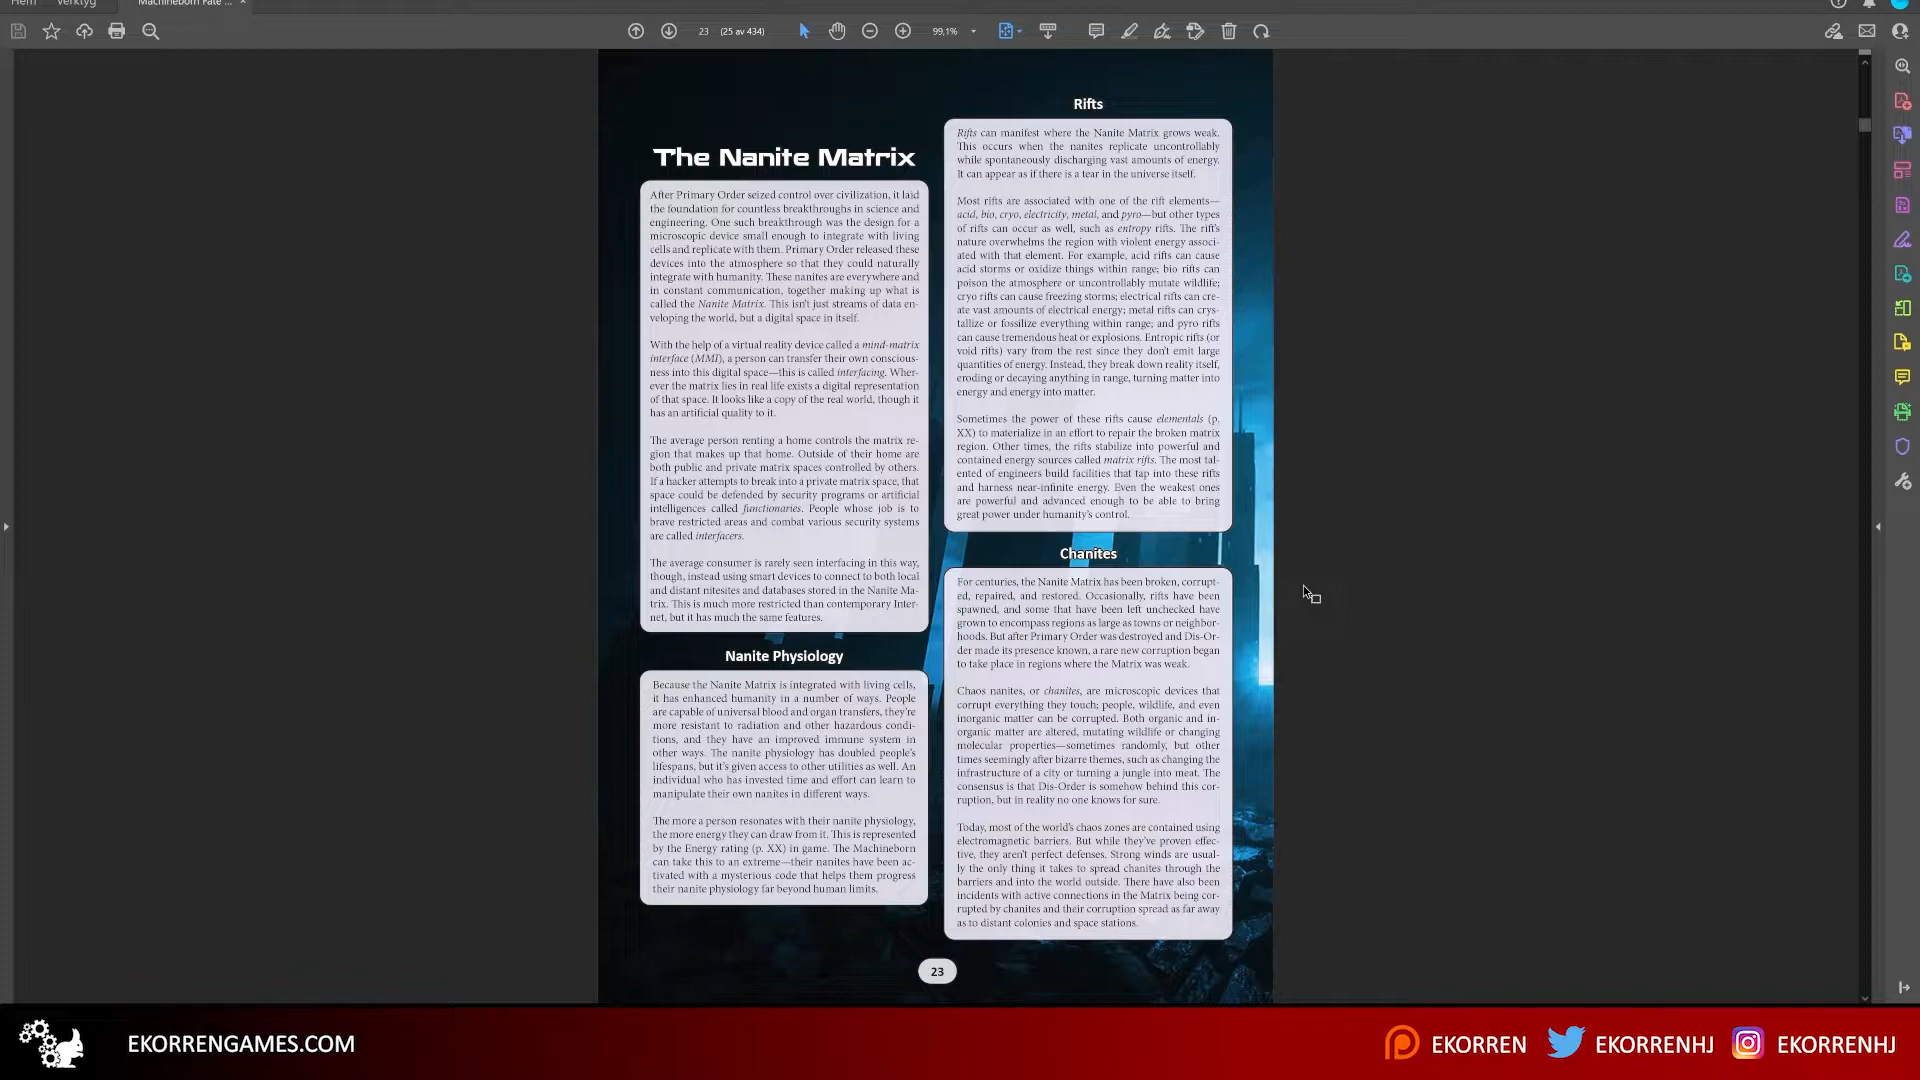 Hem
Verktyg
Machineborn Fate ...
23 (25 av 434)
99,1%
The Nanite Matrix
After Primary Order seized control over civilization, it laid
the foundation for countless breakthroughs in science and
engineering. One such breakthrough was the design for a
microscopic device small enough to integrate with living
cells and replicate with them. Primary Order released these
devices into the atmosphere so that they could naturally
integrate with humanity. These nanites are everywhere and
in constant communication, together making up what is
called the Nanite Matrix. This isn't just streams of data en-
veloping the world, but a digital space in itself.
With the help of a virtual reality device called a mind-matrix
interface (MMI), a person can transfer their own conscious-
ness into this digital space—this is called interfacing. Wher-
ever the matrix lies in real life exists a digital representation
of that space. It looks like a copy of the real world, though it
has an artificial quality to it.
The average person renting a home controls the matrix re-
gion that makes up that home. Outside of their home are
both public and private matrix spaces controlled by others.
If a hacker attempts to break into a private matrix space, that
space could be defended by security programs or artificial
intelligences called functionaries. People whose job is to
brave restricted areas and combat various security systems
are called interfacers.
The average consumer is rarely seen interfacing in this way,
though, instead using smart devices to connect to both local
and distant nitesites and databases stored in the Nanite Ma-
trix. This is much more restricted than contemporary Inter-
net, but it has much the same features.
Nanite Physiology
Because the Nanite Matrix is integrated with living cells,
it has enhanced humanity in a number of ways. People
are capable of universal blood and organ transfers, they're
more resistant to radiation and other hazardous condi-
tions, and they have an improved immune system in
other ways. The nanite physiology has doubled people's
lifespans, but it's given access to other utilities as well. An
individual who has invested time and effort can learn to
manipulate their own nanites in different ways.
The more a person resonates with their nanite physiology,
the more energy they can draw from it. This is represented
by the Energy rating (p. XX) in game. The Machineborn
can take this to an extreme—their nanites have been ac-
tivated with a mysterious code that helps them progress
their nanite physiology far beyond human limits.
Rifts
Rifts can manifest where the Nanite Matrix grows weak.
This occurs when the nanites replicate uncontrollably
while spontaneously discharging vast amounts of energy.
It can appear as if there is a tear in the universe itself.
Most rifts are associated with one of the rift elements—
acid, bio, cryo, electricity, metal, and pyro—but other types
of rifts can occur as well, such as entropy rifts. The rift's
nature overwhelms the region with violent energy associ-
ated with that element. For example, acid rifts can cause
acid storms or oxidize things within range; bio rifts can
poison the atmosphere or uncontrollably mutate wildlife;
cryo rifts can cause freezing storms; electrical rifts can cre-
ate vast amounts of electrical energy; metal rifts can crys-
tallize or fossilize everything within range; and pyro rifts
can cause tremendous heat or explosions. Entropic rifts (or
void rifts) vary from the rest since they don't emit large
quantities of energy. Instead, they break down reality itself,
eroding or decaying anything in range, turning matter into
energy and energy into matter.
Sometimes the power of these rifts cause elementals (p.
XX) to materialize in an effort to repair the broken matrix
region. Other times, the rifts stabilize into powerful and
contained energy sources called matrix rifts. The most tal-
ented of engineers build facilities that tap into these rifts
and harness near-infinite energy. Even the weakest ones
are powerful and advanced enough to be able to bring
great power under humanity's control.
Chanites
For centuries, the Nanite Matrix has been broken, corrupt-
ed, repaired, and restored. Occasionally, rifts have been
spawned, and some that have been left unchecked have
grown to encompass regions as large as towns or neighbor-
hoods. But after Primary Order was destroyed and Dis-Or-
der made its presence known, a rare new corruption began
to take place in regions where the Matrix was weak.
Chaos nanites, or chanites, are microscopic devices that
corrupt everything they touch; people, wildlife, and even
inorganic matter can be corrupted. Both organic and in-
organic matter are altered, mutating wildlife or changing
molecular properties—sometimes randomly, but other
times seemingly after bizarre themes, such as changing the
infrastructure of a city or turning a jungle into meat. The
consensus is that Dis-Order is somehow behind this cor-
ruption, but in reality no one knows for sure.
Today, most of the world's chaos zones are contained using
electromagnetic barriers. But while they've proven effec-
tive, they aren't perfect defenses. Strong winds are usual-
ly the only thing it takes to spread chanites through the
barriers and into the world outside. There have also been
incidents with active connections in the Matrix being cor-
rupted by chanites and their corruption spread as far away
as to distant colonies and space stations.
23
EKORRENGAMES.COM
EKORREN
EKORRENHJ
EKORRENHJ